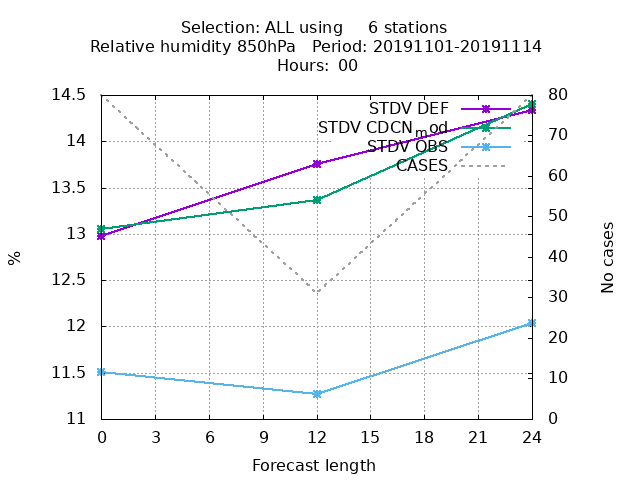 Selection: ALL using     6 stations
Relative humidity 850hPa   Period: 20191101-20191114
Hours: 00
14.5
14
13.5
13
12.5
12
11.5
11
%
80
70
60
50
40
30
20
10
0
No cases
STDV DEF
STDV CDCNmod
STDV OBS
CASES
0 3 6 9 12 15 18 21 24
Forecast length